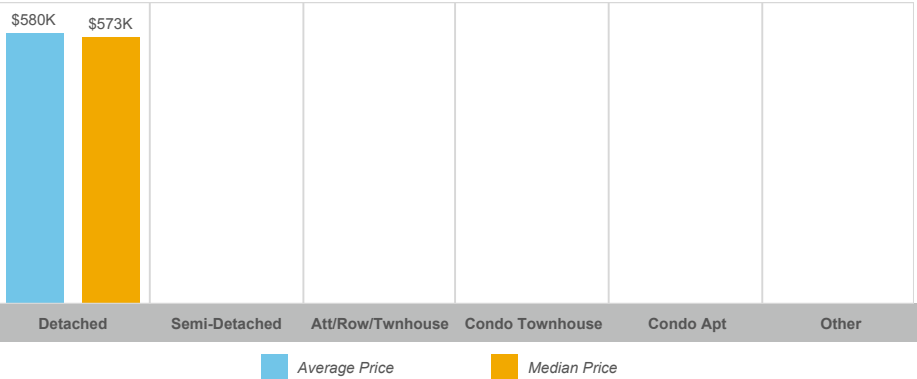 $580K
$573K
Detached Semi-Detached Att/Row/Twnhouse Condo Townhouse Condo Apt Other
Average Price Median Price